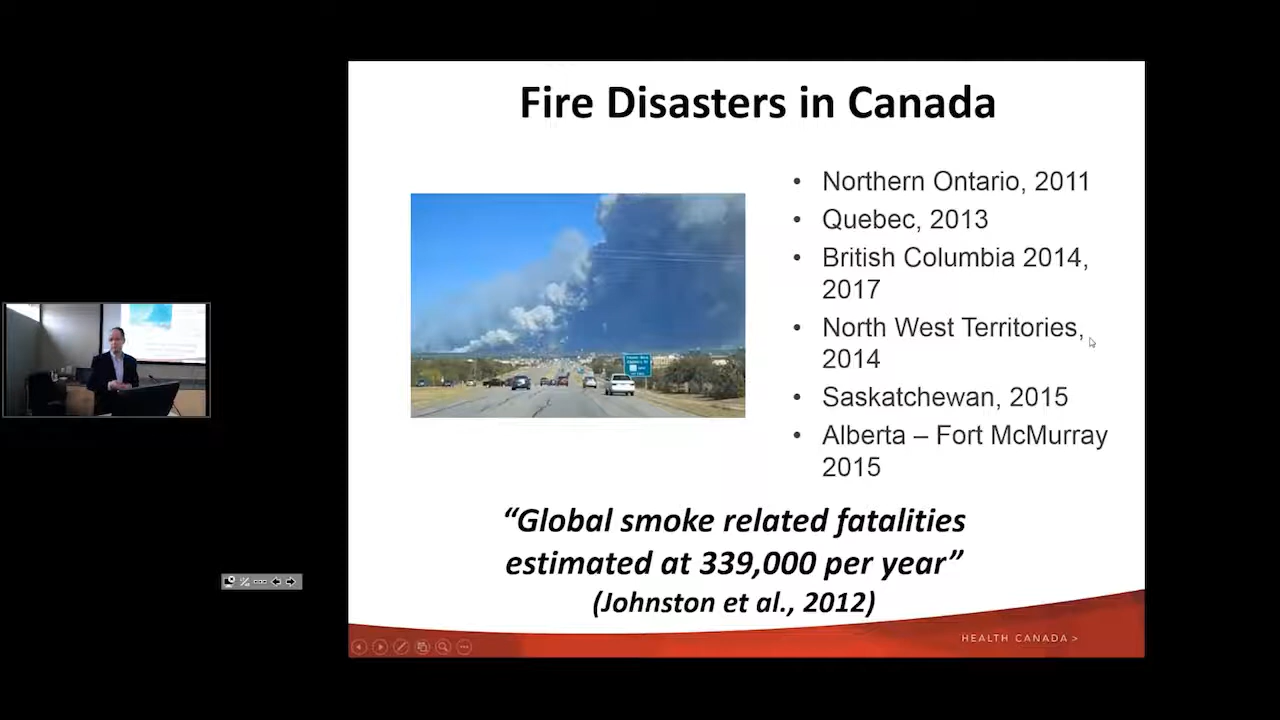 Fire Disasters in Canada
• Northern Ontario, 2011
• Quebec, 2013
• British Columbia 2014,
2017
• North West Territories,
2014
• Saskatchewan, 2015
• Alberta – Fort McMurray
2015
“Global smoke related fatalities
estimated at 339,000 per year”
(Johnston et al., 2012)
HEALTH CANADA >